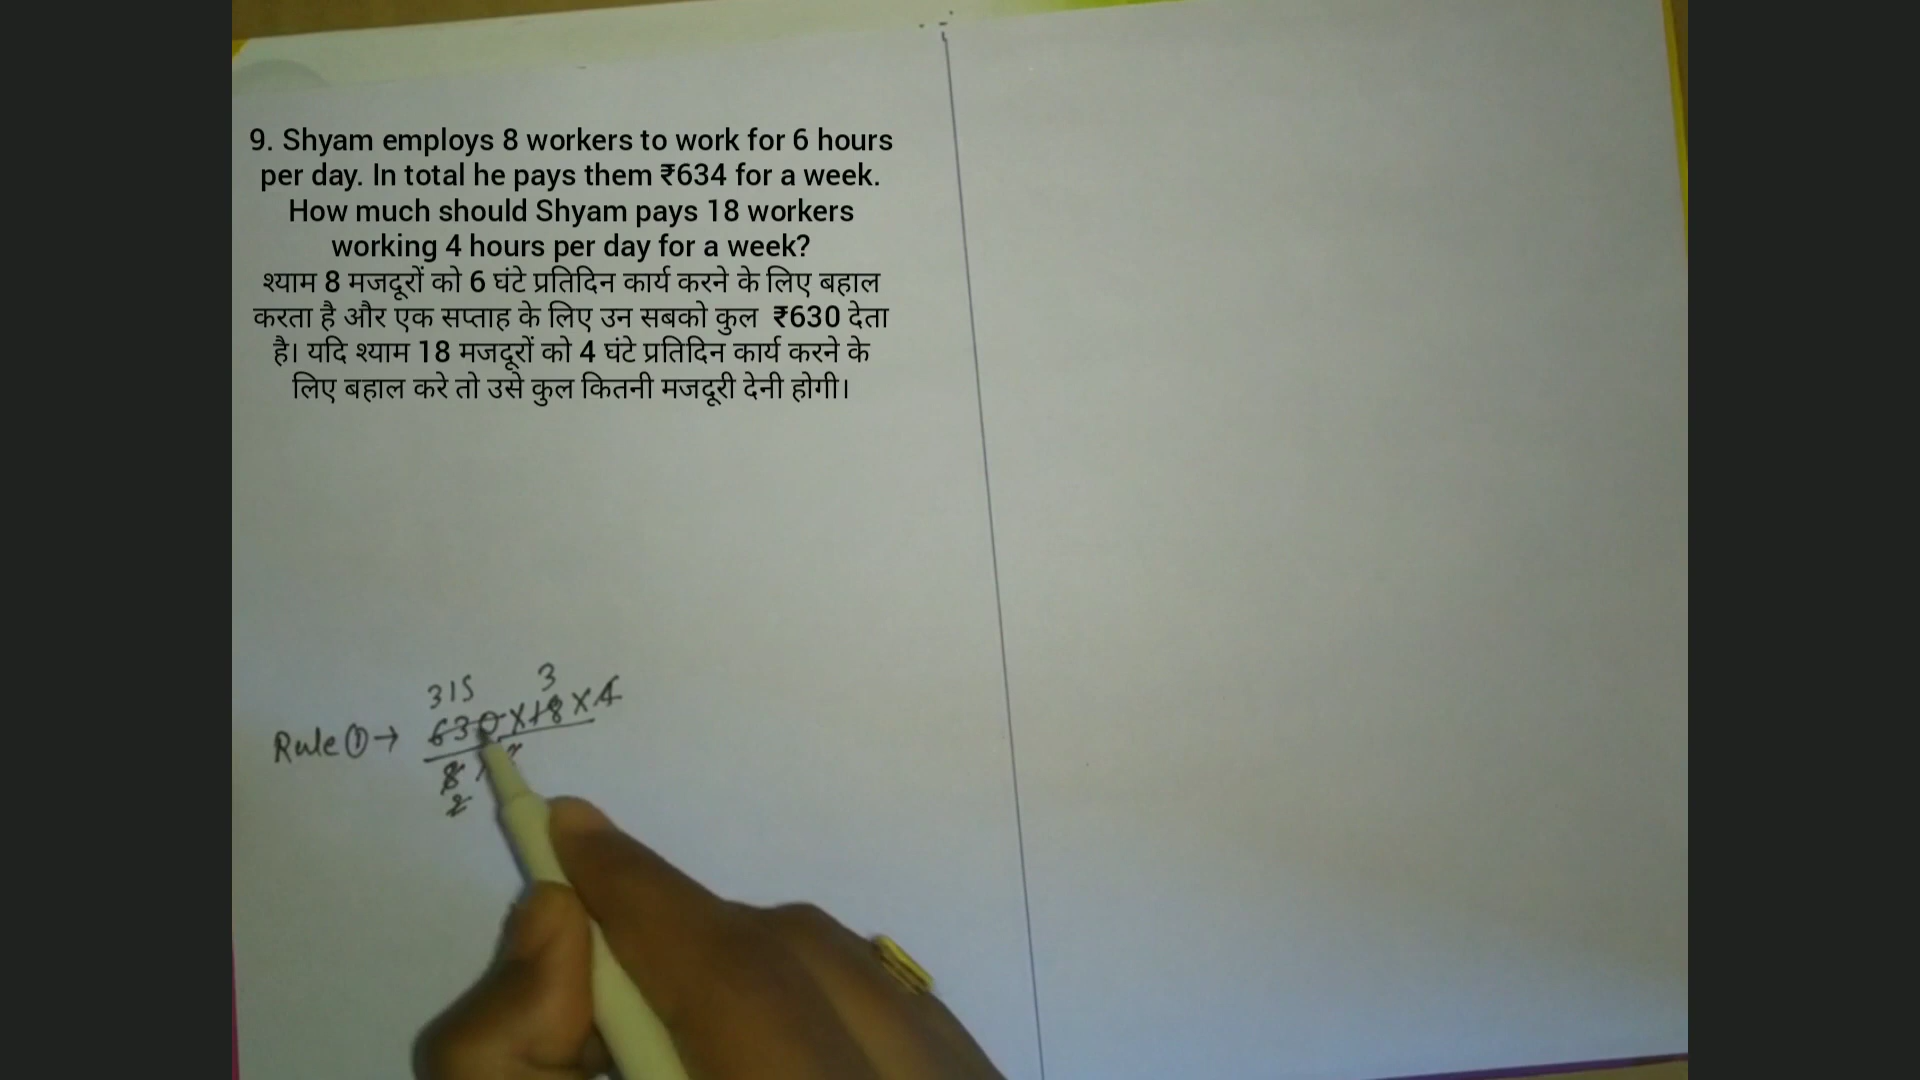 9. Shyam employs 8 workers to work for 6 hours
per day. In total he pays them ₹634 for a week.
How much should Shyam pays 18 workers
working 4 hours per day for a week?
श्याम 8 मजदूरों को 6 घंटे प्रतिदिन कार्य करने के लिए बहाल
करता है और एक सप्ताह के लिए उन सबको कुल ₹630 देता
है। यदि श्याम 18 मजदूरों को 4 घंटे प्रतिदिन कार्य करने के
लिए बहाल करे तो उसे कुल कितनी मजदूरी देनी होगी।
315 3
Rule ① → 630 × 18 × 4
8 ×
2